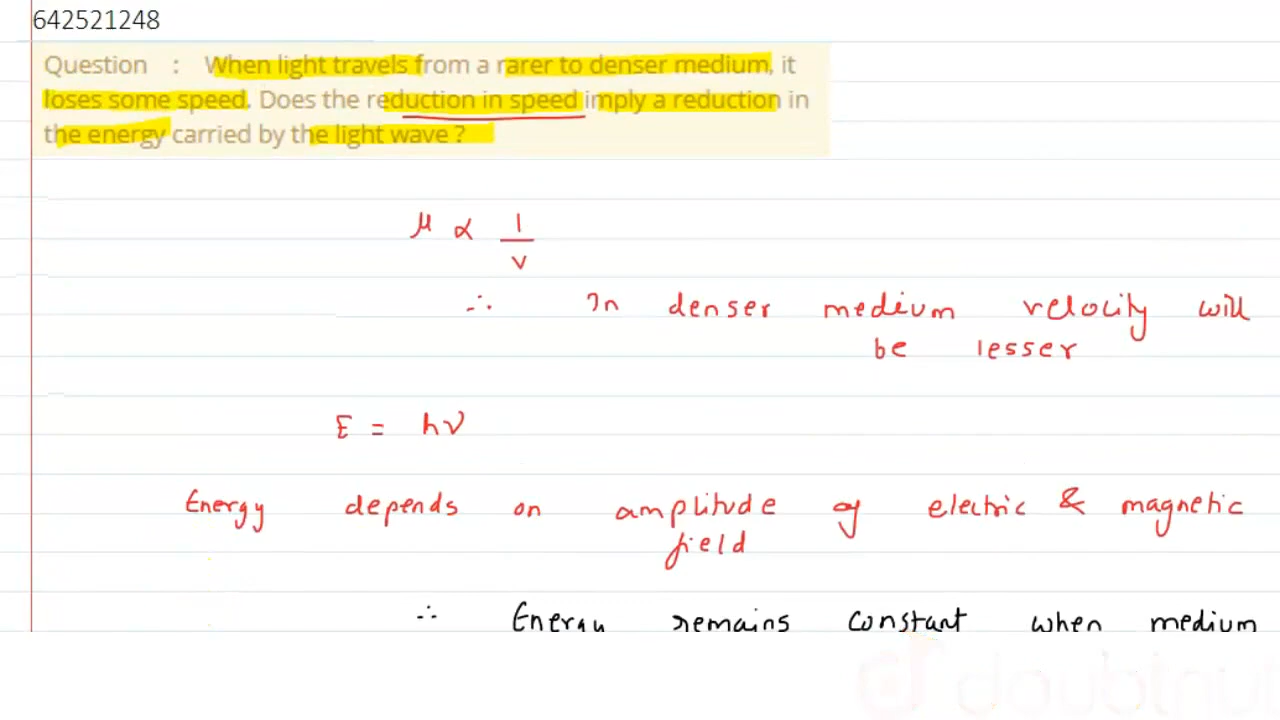 642521248
Question : When light travels from a rarer to denser medium, it
loses some speed. Does the reduction in speed imply a reduction in
the energy carried by the light wave ?
μ ∝ 1/v
∴ In denser medium velocity will
be lesser
E = hν
Energy depends on amplitude of electric & magnetic
field
∴ Energy remains constant when medium
doubtnut